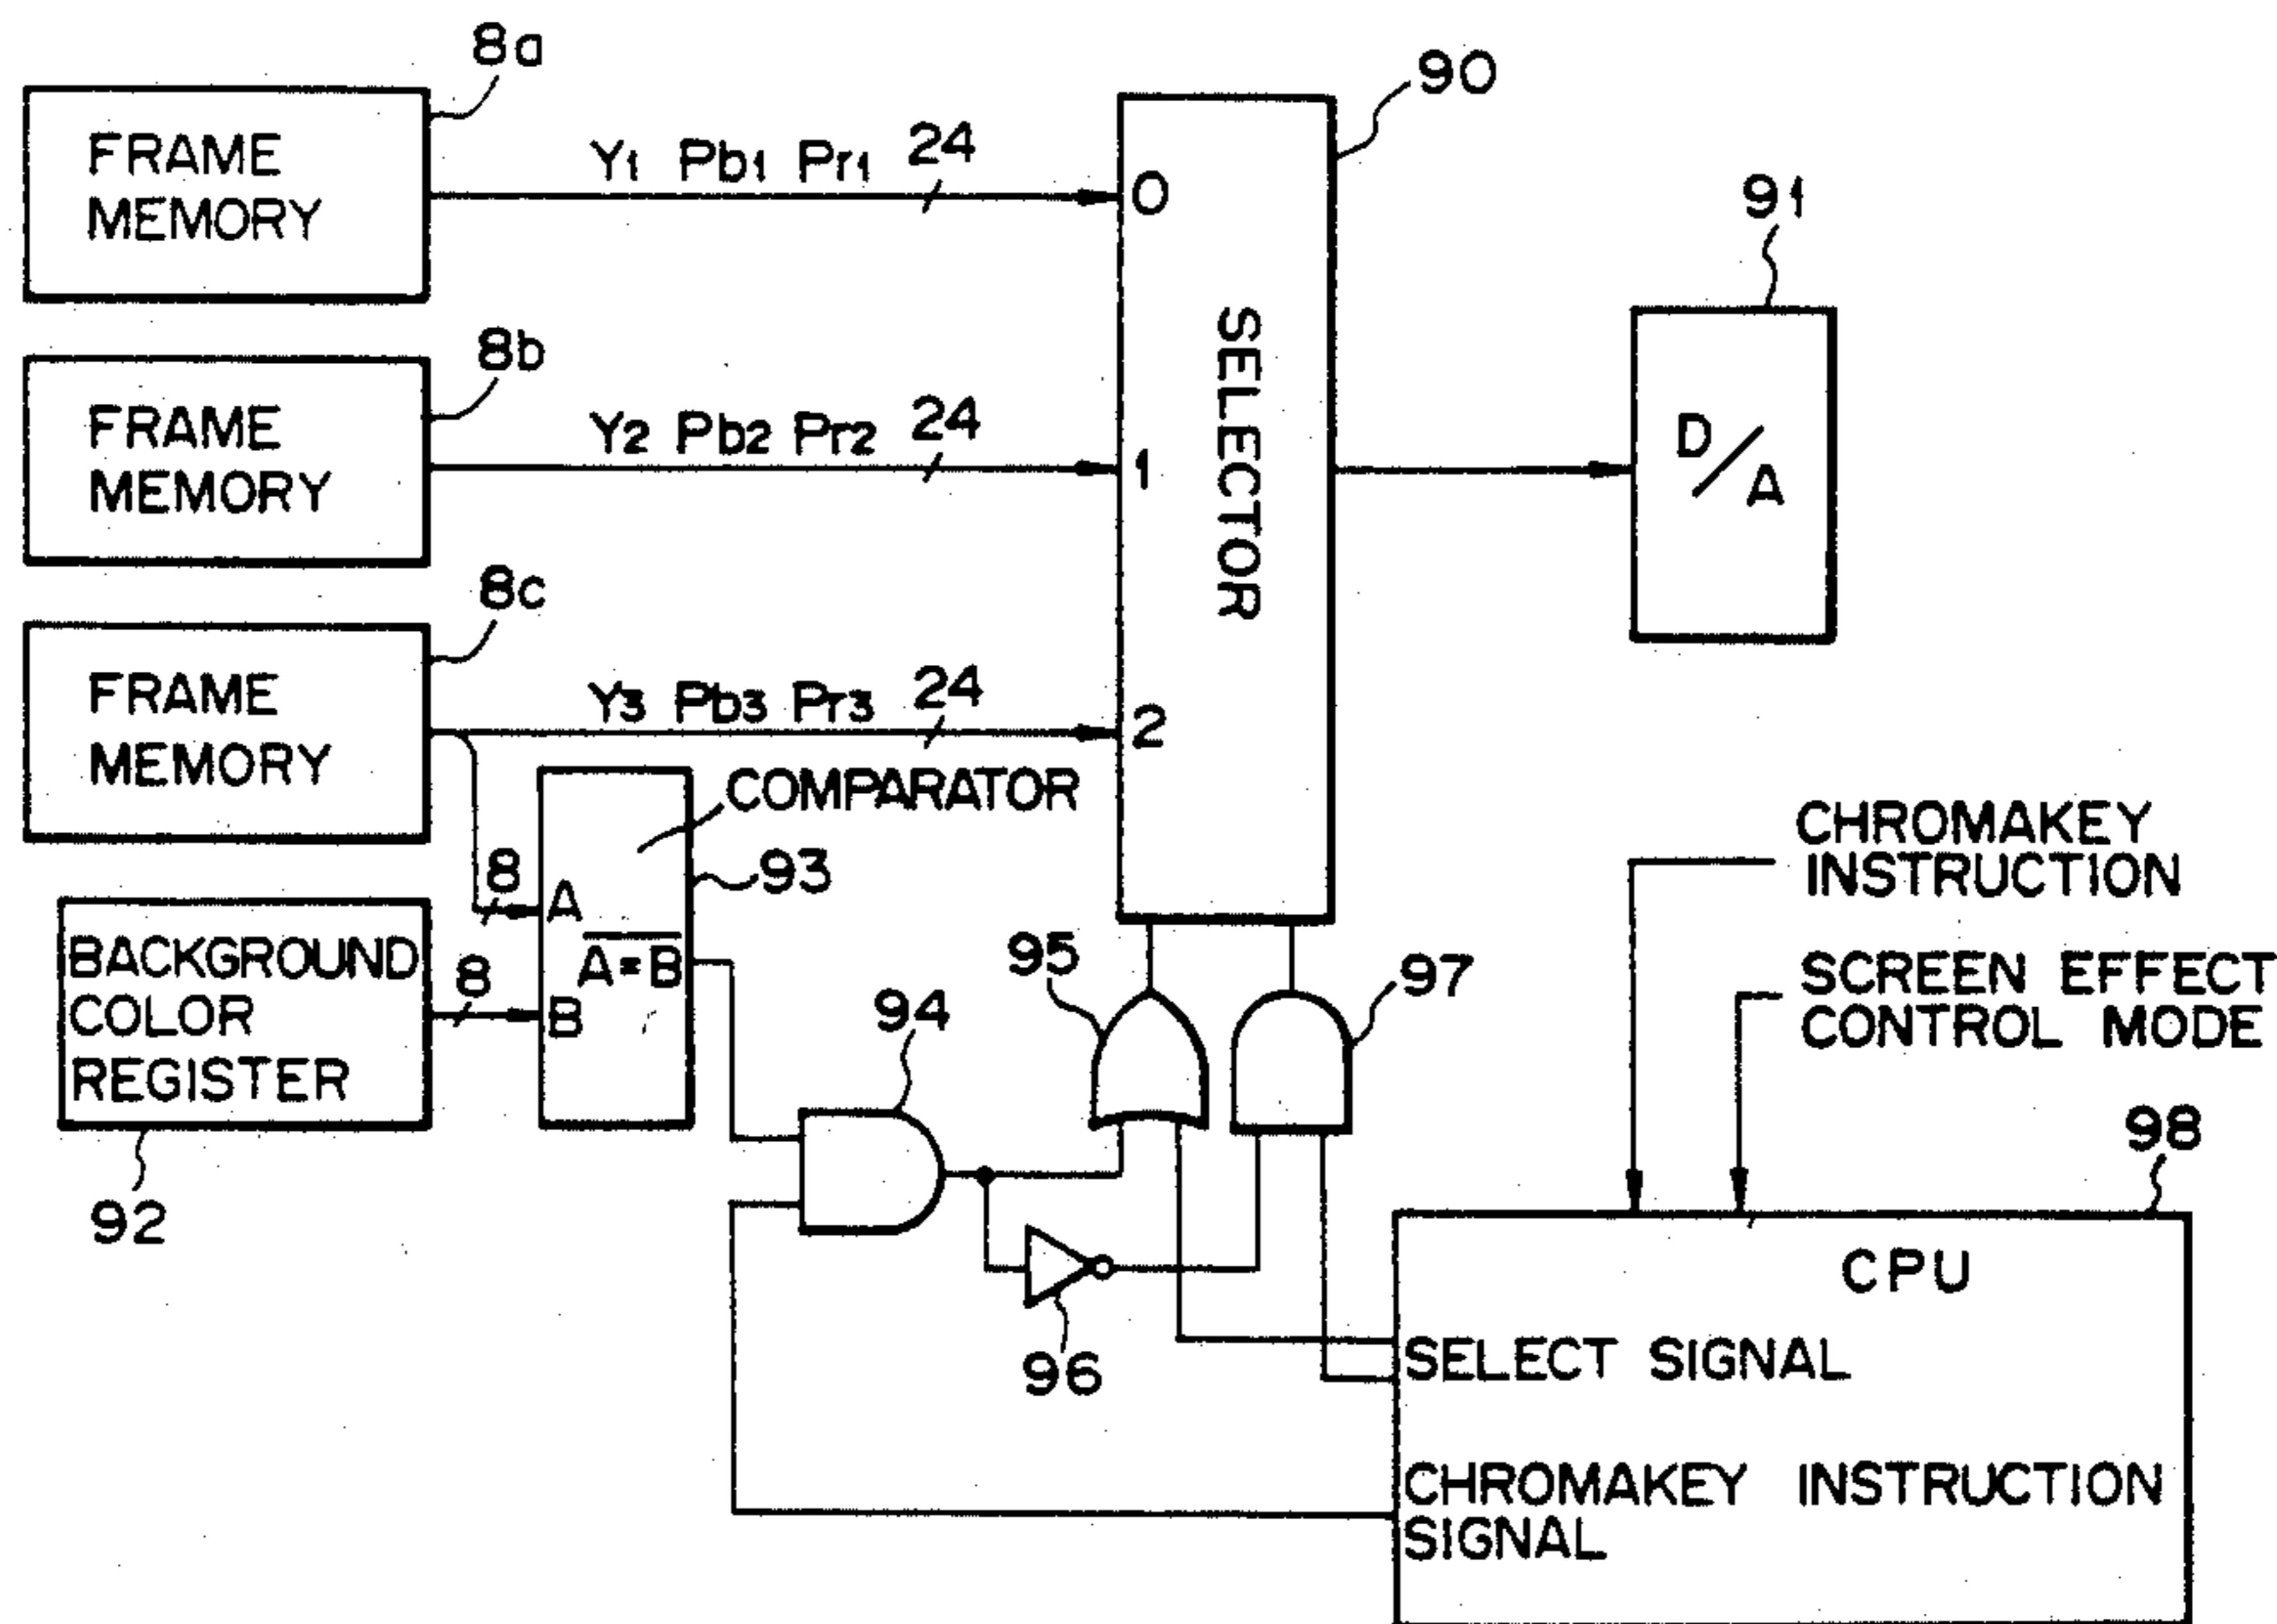 8a
FRAME
MEMORY
Y1 Pb1 Pr1 24
0
90
SELECTOR
91
D/A
8b
FRAME
MEMORY
Y2 Pb2 Pr2 24
1
8c
FRAME
MEMORY
Y3 Pb3 Pr3 24
2
COMPARATOR
93
8
A
A=B
B
8
BACKGROUND
COLOR
REGISTER
92
94
95
96
97
CHROMAKEY
INSTRUCTION
SCREEN EFFECT
CONTROL MODE
98
CPU
SELECT SIGNAL
CHROMAKEY INSTRUCTION
SIGNAL